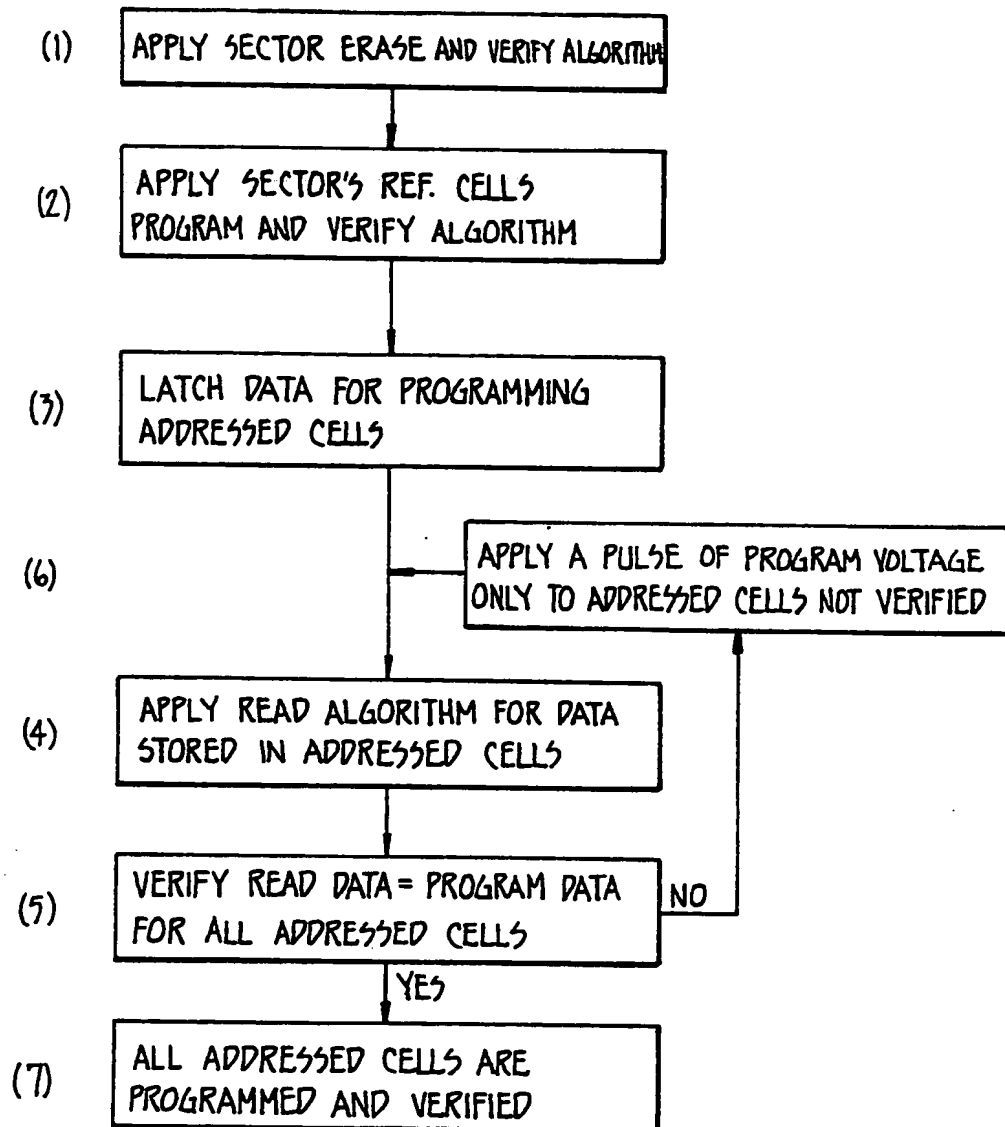 (1)
APPLY SECTOR ERASE AND VERIFY ALGORITHM
(2)
APPLY SECTOR'S REF. CELLS
PROGRAM AND VERIFY ALGORITHM
(3)
LATCH DATA FOR PROGRAMMING
ADDRESSED CELLS
(6)
APPLY A PULSE OF PROGRAM VOLTAGE
ONLY TO ADDRESSED CELLS NOT VERIFIED
(4)
APPLY READ ALGORITHM FOR DATA
STORED IN ADDRESSED CELLS
(5)
VERIFY READ DATA = PROGRAM DATA
FOR ALL ADDRESSED CELLS
NO
YES
(7)
ALL ADDRESSED CELLS ARE
PROGRAMMED AND VERIFIED